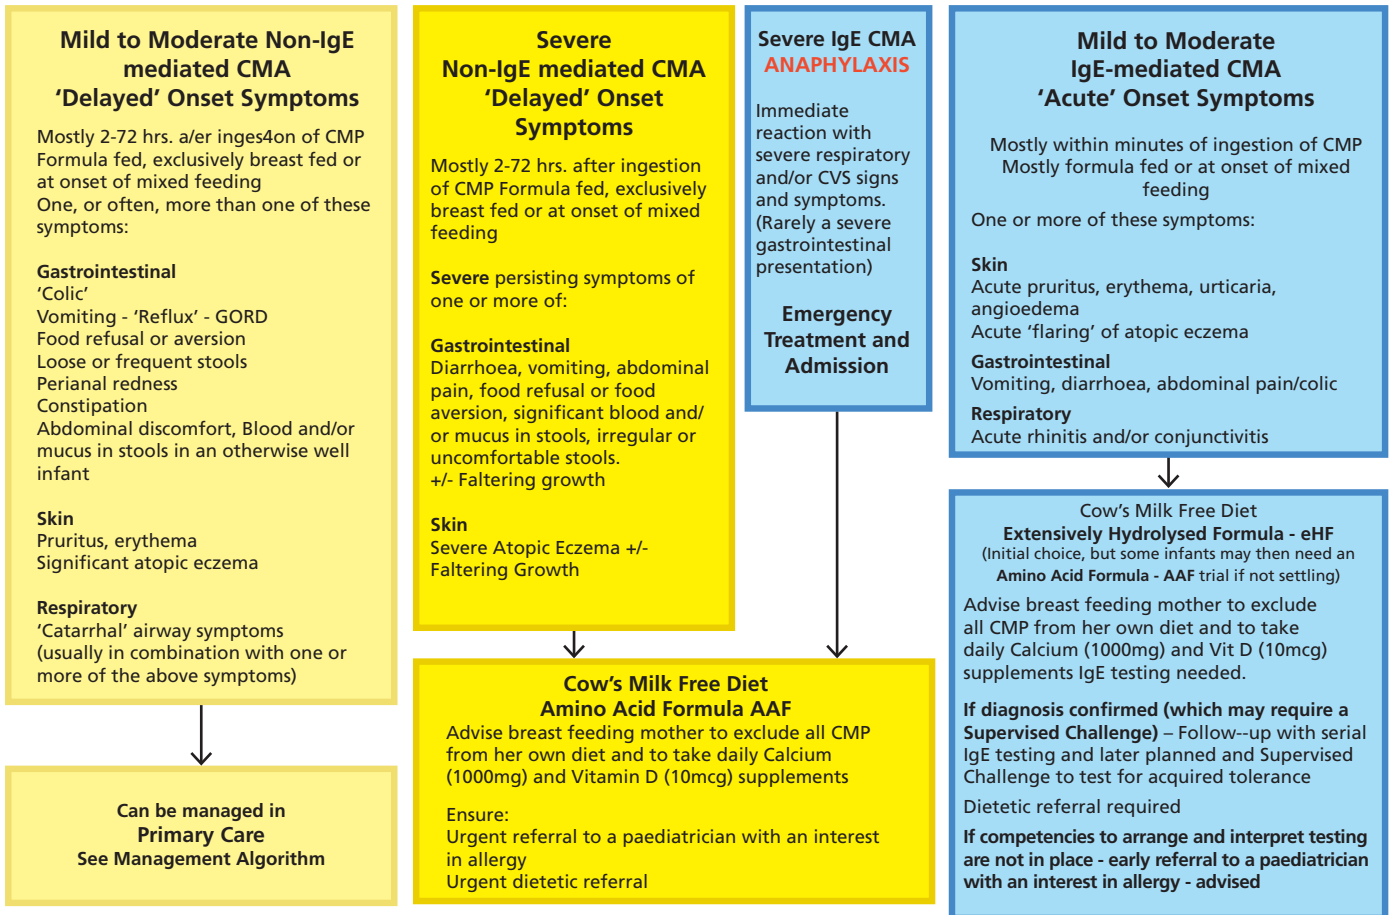 Mild to Moderate Non-IgE
mediated CMA
‘Delayed’ Onset Symptoms
Mostly 2-72 hrs. a/er inges4on of CMP
Formula fed, exclusively breast fed or
at onset of mixed feeding
One, or often, more than one of these
symptoms:
Gastrointestinal
‘Colic’
Vomiting - ‘Reflux’ - GORD
Food refusal or aversion
Loose or frequent stools
Perianal redness
Constipation
Abdominal discomfort, Blood and/or
mucus in stools in an otherwise well
infant
Skin
Pruritus, erythema
Significant atopic eczema
Respiratory
‘Catarrhal’ airway symptoms
(usually in combination with one or
more of the above symptoms)
Can be managed in
Primary Care
See Management Algorithm
Severe
Non-IgE mediated CMA
‘Delayed’ Onset
Symptoms
Mostly 2-72 hrs. after ingestion
of CMP Formula fed, exclusively
breast fed or at onset of mixed
feeding
Severe persisting symptoms of
one or more of:
Gastrointestinal
Diarrhoea, vomiting, abdominal
pain, food refusal or food
aversion, significant blood and/
or mucus in stools, irregular or
uncomfortable stools.
+/- Faltering growth
Skin
Severe Atopic Eczema +/-
Faltering Growth
Severe IgE CMA
ANAPHYLAXIS
Immediate
reaction with
severe respiratory
and/or CVS signs
and symptoms.
(Rarely a severe
gastrointestinal
presentation)
Emergency
Treatment and
Admission
Cow’s Milk Free Diet
Amino Acid Formula AAF
Advise breast feeding mother to exclude all CMP
from her own diet and to take daily Calcium
(1000mg) and Vitamin D (10mcg) supplements
Ensure:
Urgent referral to a paediatrician with an interest
in allergy
Urgent dietetic referral
Mild to Moderate
IgE-mediated CMA
‘Acute’ Onset Symptoms
Mostly within minutes of ingestion of CMP
Mostly formula fed or at onset of mixed
feeding
One or more of these symptoms:
Skin
Acute pruritus, erythema, urticaria,
angioedema
Acute ‘flaring’ of atopic eczema
Gastrointestinal
Vomiting, diarrhoea, abdominal pain/colic
Respiratory
Acute rhinitis and/or conjunctivitis
Cow’s Milk Free Diet
Extensively Hydrolysed Formula - eHF
(Initial choice, but some infants may then need an
Amino Acid Formula - AAF trial if not settling)
Advise breast feeding mother to exclude
all CMP from her own diet and to take
daily Calcium (1000mg) and Vit D (10mcg)
supplements IgE testing needed.
If diagnosis confirmed (which may require a
Supervised Challenge) – Follow--up with serial
IgE testing and later planned and Supervised
Challenge to test for acquired tolerance
Dietetic referral required
If competencies to arrange and interpret testing
are not in place - early referral to a paediatrician
with an interest in allergy - advised